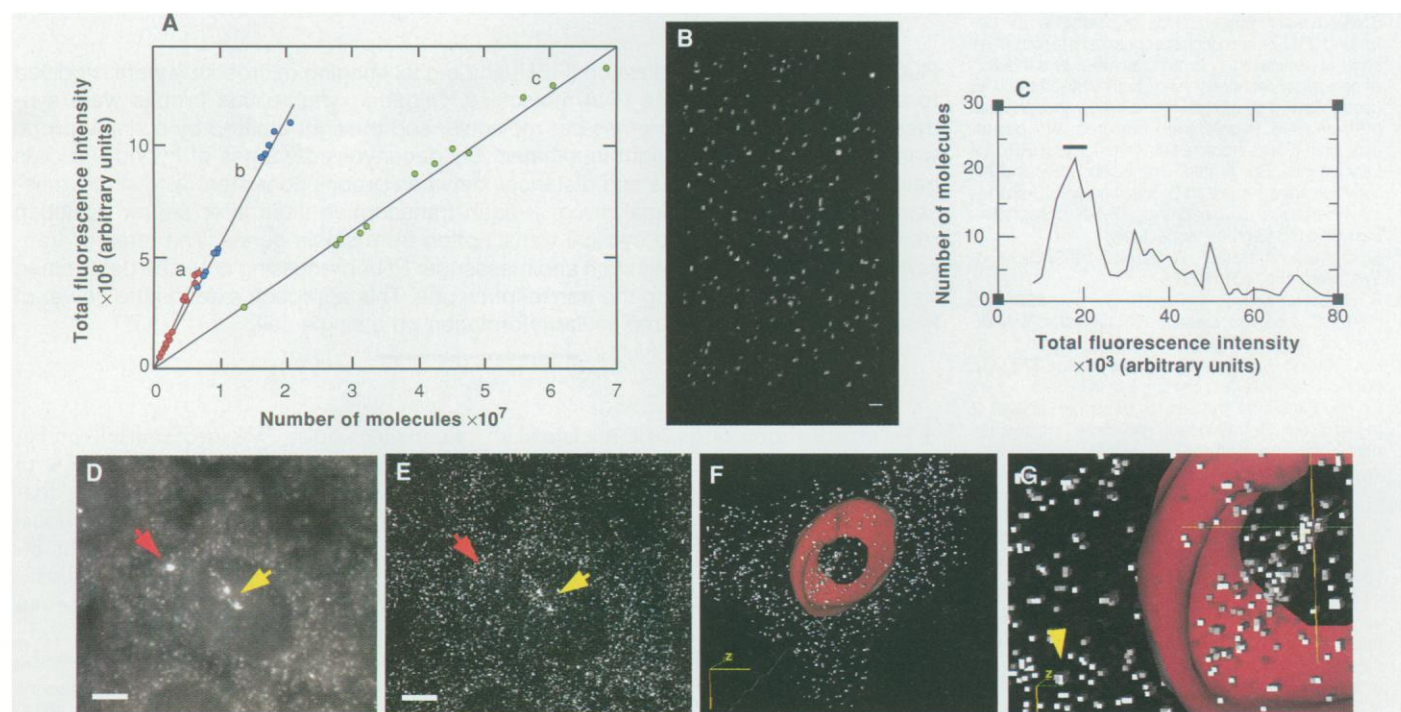 A
Total fluorescence intensity
×10⁸ (arbitrary units)
10
5
0
a
b
c
0 1 2 3 4 5 6 7
Number of molecules ×10⁷
B
C
Number of molecules
30
20
10
0
0 20 40 60 80
Total fluorescence intensity
×10³ (arbitrary units)
D
E
F
z
G
z